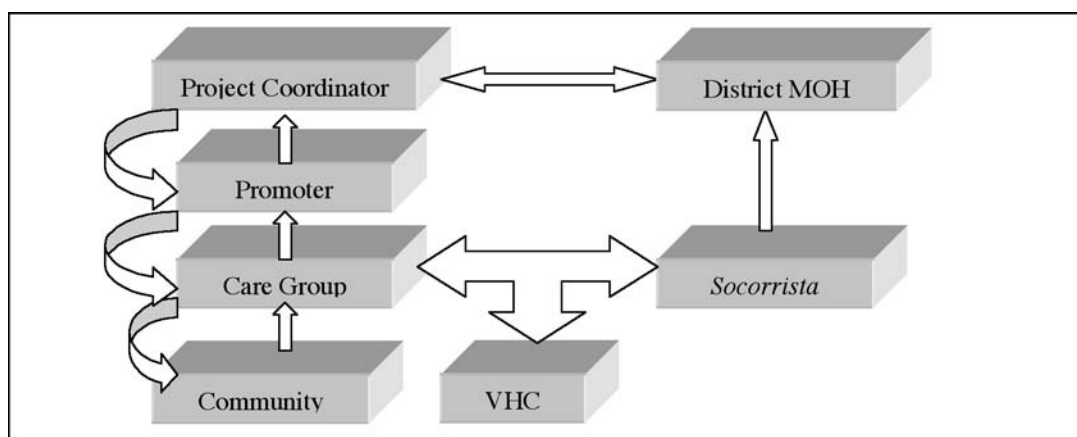 Project Coordinator
District MOH
Promoter
Care Group
Socorrista
Community
VHC